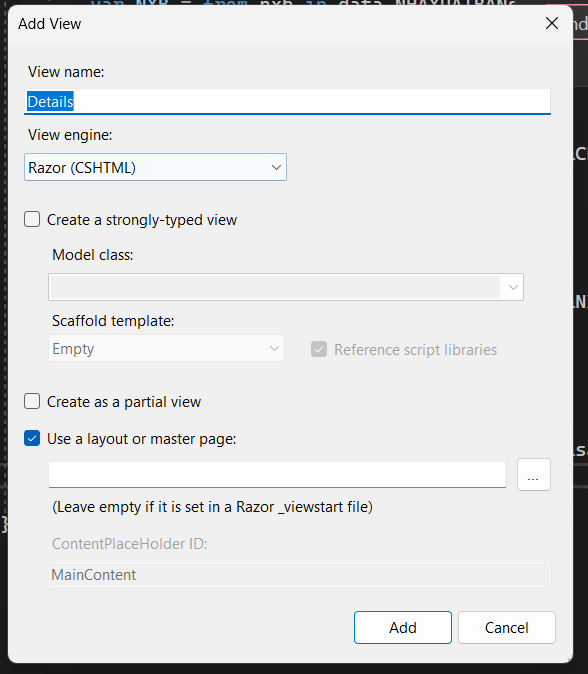 Add View
View name:
Details
View engine:
Razor (CSHTML)
Create a strongly-typed view
Model class:
Scaffold template:
Empty
Reference script libraries
Create as a partial view
Use a layout or master page:
...
(Leave empty if it is set in a Razor _viewstart file)
ContentPlaceHolder ID:
MainContent
Add
Cancel
}